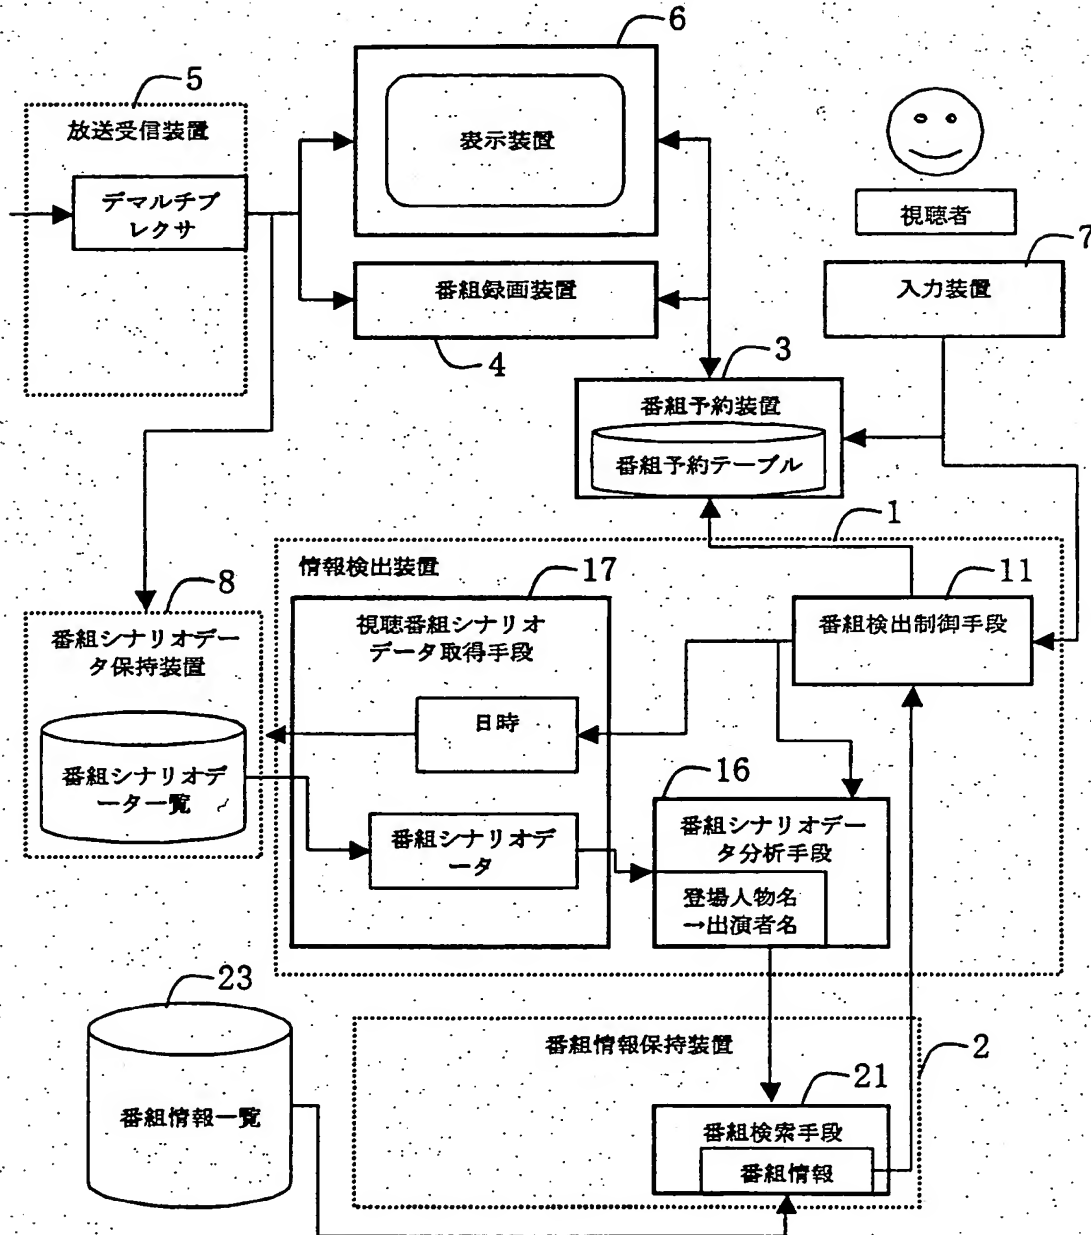 6
5
放送受信装置
表示装置
デマルチプ
レクサ
視聴者
7
番組録画装置
入力装置
4
3
番組予約装置
番組予約テーブル
1
情報検出装置
17
11
8
視聴番組シナリオ
データ取得手段
番組検出制御手段
番組シナリオデー
タ保持装置
日時
番組シナリオデ
ータ一覧
16
番組シナリオデー
タ分析手段
番組シナリオデ
ータ
登場人物名
→出演者名
23
番組情報保持装置
2
21
番組情報一覧
番組検索手段
番組情報